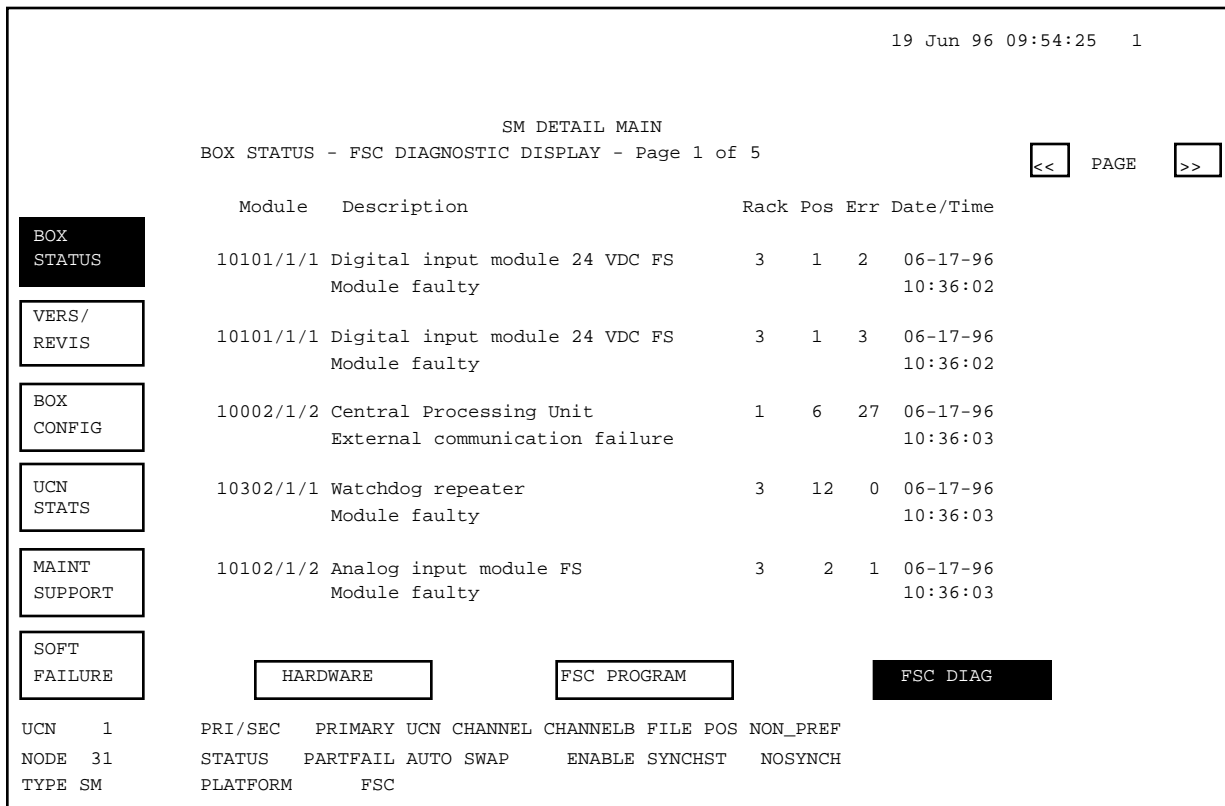 19 Jun 96 09:54:25 1
SM DETAIL MAIN
BOX STATUS - FSC DIAGNOSTIC DISPLAY - Page 1 of 5
<< PAGE >>
Module Description Rack Pos Err Date/Time
BOX
STATUS
10101/1/1 Digital input module 24 VDC FS 3 1 2 06-17-96
Module faulty 10:36:02
VERS/
REVIS
10101/1/1 Digital input module 24 VDC FS 3 1 3 06-17-96
Module faulty 10:36:02
BOX
CONFIG
10002/1/2 Central Processing Unit 1 6 27 06-17-96
External communication failure 10:36:03
UCN
STATS
10302/1/1 Watchdog repeater 3 12 0 06-17-96
Module faulty 10:36:03
MAINT
SUPPORT
10102/1/2 Analog input module FS 3 2 1 06-17-96
Module faulty 10:36:03
SOFT
FAILURE
HARDWARE FSC PROGRAM FSC DIAG
UCN 1 PRI/SEC PRIMARY UCN CHANNEL CHANNELB FILE POS NON_PREF
NODE 31 STATUS PARTFAIL AUTO SWAP ENABLE SYNCHST NOSYNCH
TYPE SM PLATFORM FSC